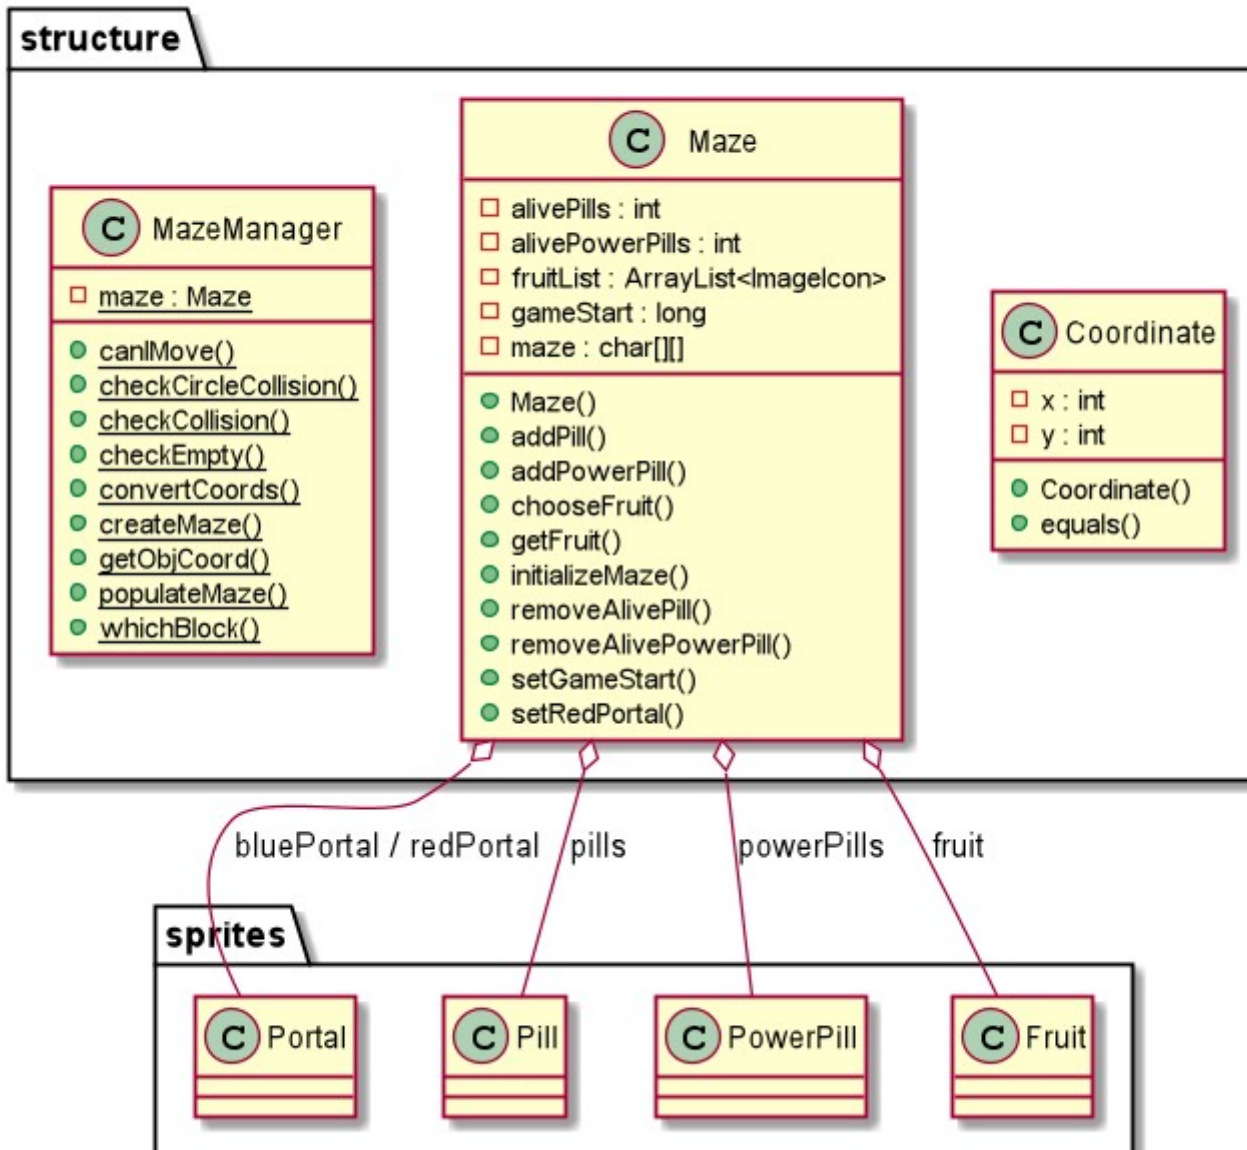 structure
C MazeManager
maze : Maze
canIMove()
checkCircleCollision()
checkCollision()
checkEmpty()
convertCoords()
createMaze()
getObjCoord()
populateMaze()
whichBlock()
C Maze
alivePills : int
alivePowerPills : int
fruitList : ArrayList<ImageIcon>
gameStart : long
maze : char[][]
Maze()
addPill()
addPowerPill()
chooseFruit()
getFruit()
initializeMaze()
removeAlivePill()
removeAlivePowerPill()
setGameStart()
setRedPortal()
C Coordinate
x : int
y : int
Coordinate()
equals()
bluePortal / redPortal
pills
powerPills
fruit
sprites
C Portal
C Pill
C PowerPill
C Fruit